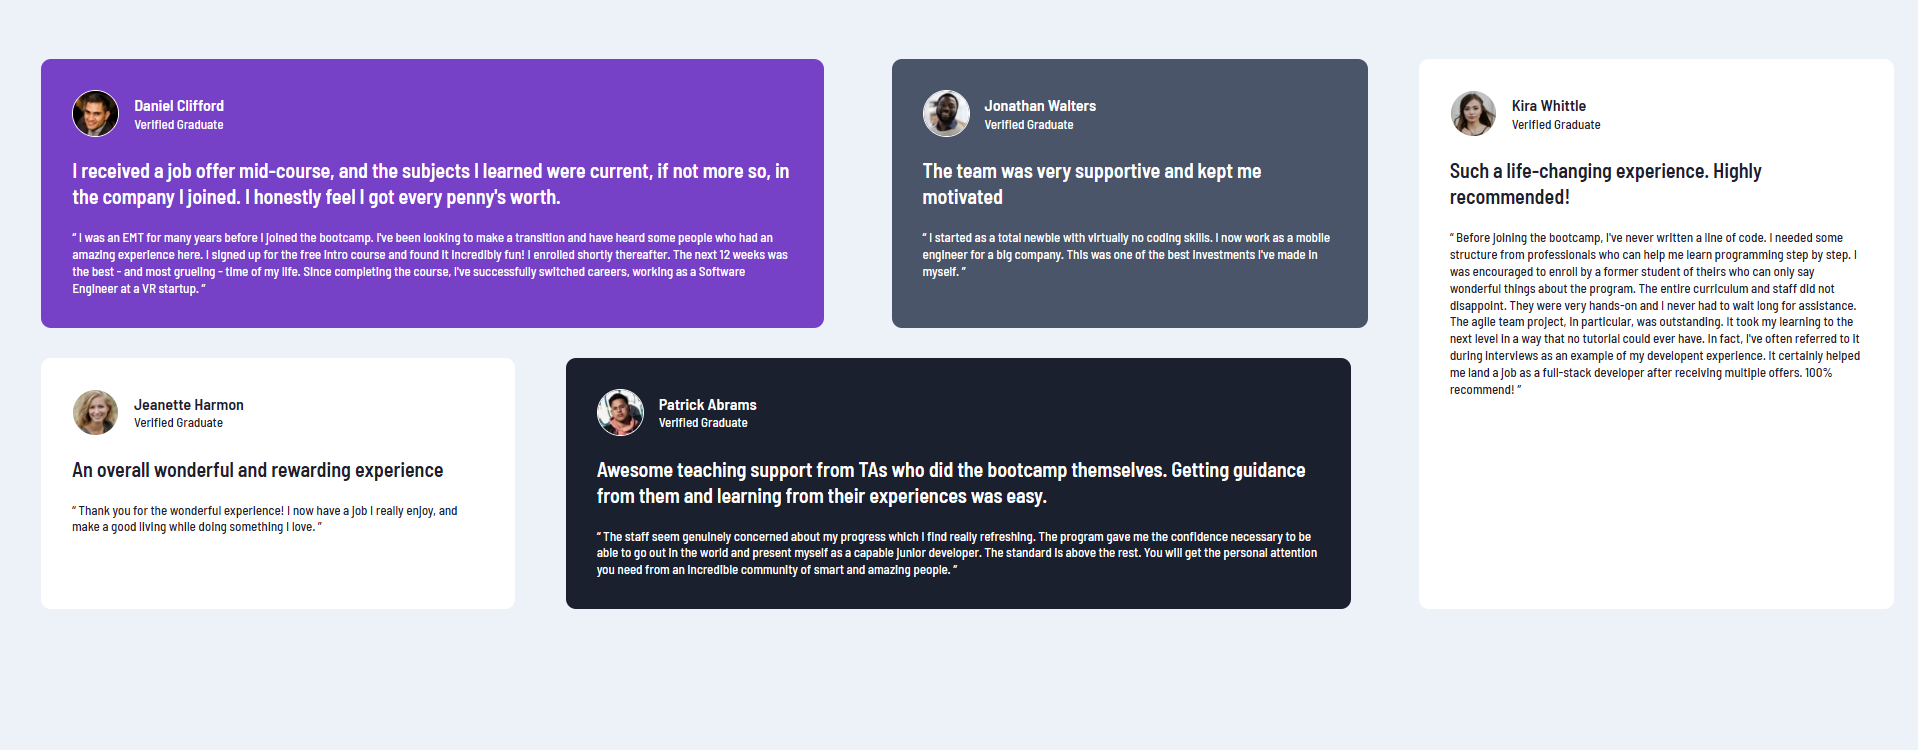 Daniel Clifford
Verified Graduate
I received a job offer mid-course, and the subjects I learned were current, if not more so, in
the company I joined. I honestly feel I got every penny's worth.
“ I was an EMT for many years before I joined the bootcamp. I've been looking to make a transition and have heard some people who had an
amazing experience here. I signed up for the free intro course and found it incredibly fun! I enrolled shortly thereafter. The next 12 weeks was
the best - and most grueling - time of my life. Since completing the course, I've successfully switched careers, working as a Software
Engineer at a VR startup. ”
Jonathan Walters
Verified Graduate
The team was very supportive and kept me
motivated
“ I started as a total newbie with virtually no coding skills. I now work as a mobile
engineer for a big company. This was one of the best investments I've made in
myself. ”
Kira Whittle
Verified Graduate
Such a life-changing experience. Highly
recommended!
“ Before joining the bootcamp, I've never written a line of code. I needed some
structure from professionals who can help me learn programming step by step. I
was encouraged to enroll by a former student of theirs who can only say
wonderful things about the program. The entire curriculum and staff did not
disappoint. They were very hands-on and I never had to wait long for assistance.
The agile team project, in particular, was outstanding. It took my learning to the
next level in a way that no tutorial could ever have. In fact, I've often referred to it
during interviews as an example of my developent experience. It certainly helped
me land a job as a full-stack developer after receiving multiple offers. 100%
recommend! ”
Jeanette Harmon
Verified Graduate
An overall wonderful and rewarding experience
“ Thank you for the wonderful experience! I now have a job I really enjoy, and
make a good living while doing something I love. ”
Patrick Abrams
Verified Graduate
Awesome teaching support from TAs who did the bootcamp themselves. Getting guidance
from them and learning from their experiences was easy.
“ The staff seem genuinely concerned about my progress which I find really refreshing. The program gave me the confidence necessary to be
able to go out in the world and present myself as a capable junior developer. The standard is above the rest. You will get the personal attention
you need from an incredible community of smart and amazing people. ”